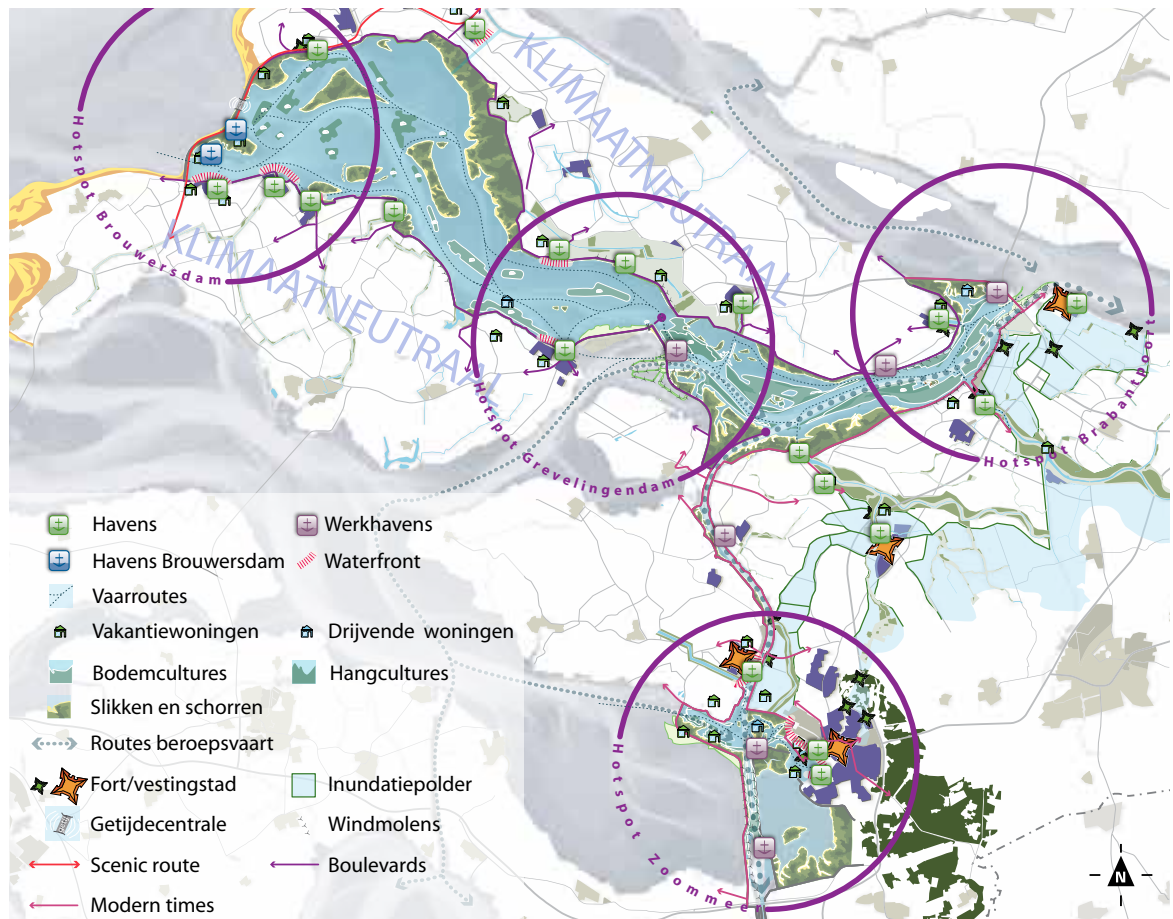 KLIMAATNEUTRAAL
KLIMAATNEUTRAAL
Hotspot Brouwersdam
Hotspot Grevelingendam
Hotspot Brabantpoort
Hotspot Zoommeer
Havens
Werkhavens
Havens Brouwersdam
Waterfront
Vaarroutes
Vakantiewoningen
Drijvende woningen
Bodemcultures
Hangcultures
Slikken en schorren
Routes beroepsvaart
Fort/vestingstad
Inundatiepolder
Getijdecentrale
Windmolens
Scenic route
Boulevards
Modern times
N